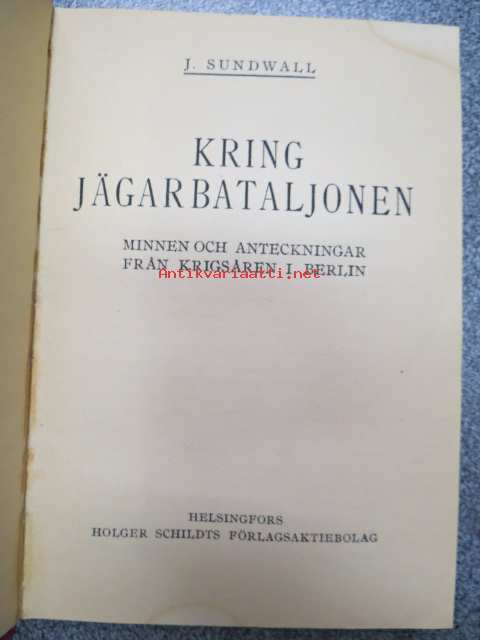 J. SUNDWALL
KRING
JÄGARBATALJONEN
MINNEN OCH ANTECKNINGAR
FRÅN KRIGSÅREN I BERLIN
Antikvariaatti.net
HELSINGFORS
HOLGER SCHILDTS FÖRLAGSAKTIEBOLAG